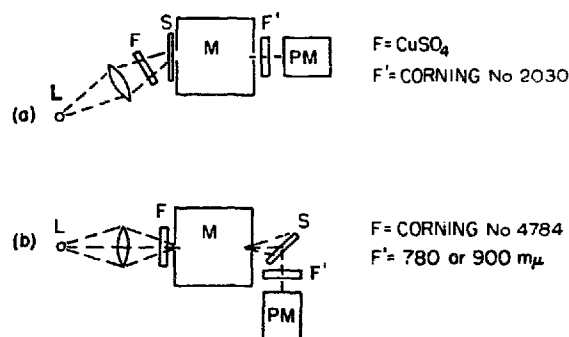 S F'
F M
L PM
(a)
F = CuSO4
F' = CORNING No 2030
L F M S
(b) F'
PM
F = CORNING No 4784
F' = 780 or 900 mμ